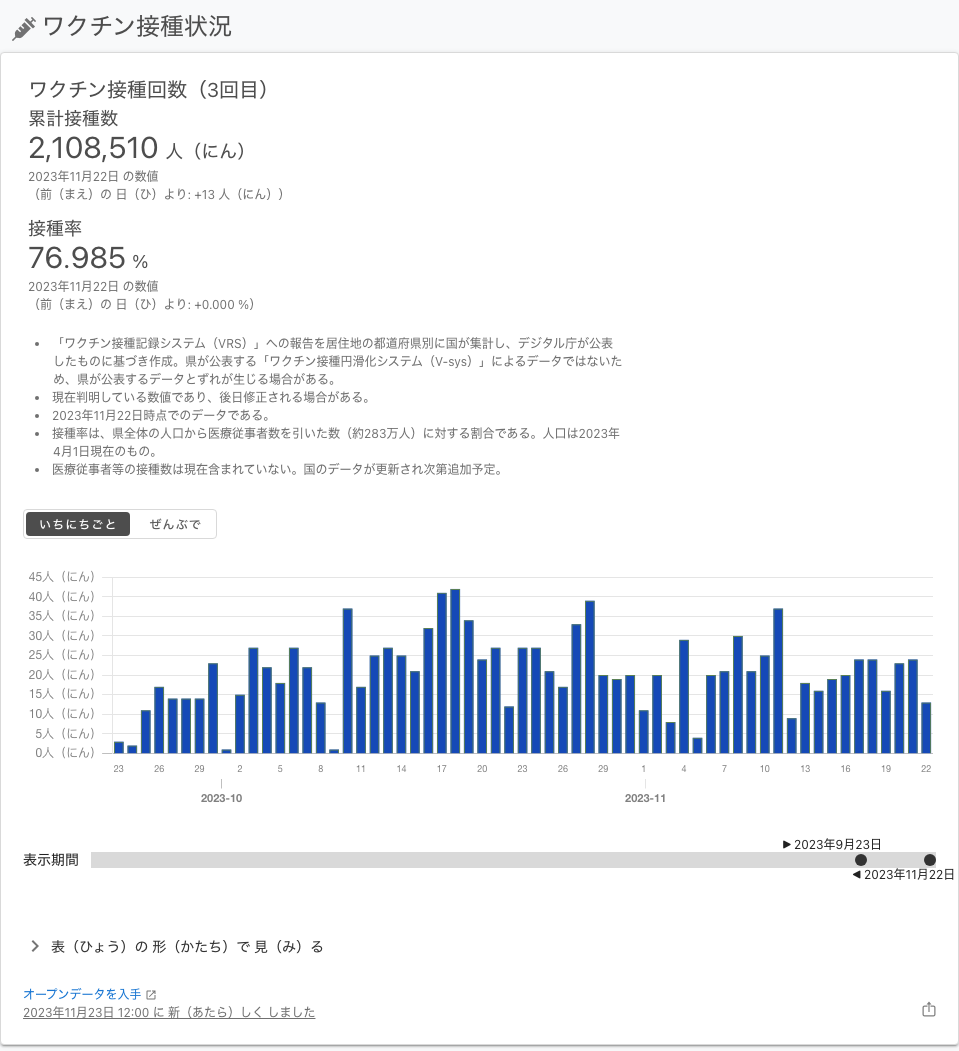 ワクチン接種状況
ワクチン接種回数（3回目）
累計接種数
2,108,510 人（にん）
2023年11月22日 の数値
（前（まえ）の 日（ひ）より: +13 人（にん））
接種率
76.985 %
2023年11月22日 の数値
（前（まえ）の 日（ひ）より: +0.000 %）
• 「ワクチン接種記録システム（VRS）」への報告を居住地の都道府県別に国が集計し、デジタル庁が公表
したものに基づき作成。県が公表する「ワクチン接種円滑化システム（V-sys）」によるデータではないた
め、県が公表するデータとずれが生じる場合がある。
• 現在判明している数値であり、後日修正される場合がある。
• 2023年11月22日時点でのデータである。
• 接種率は、県全体の人口から医療従事者数を引いた数（約283万人）に対する割合である。人口は2023年
4月1日現在のもの。
• 医療従事者等の接種数は現在含まれていない。国のデータが更新され次第追加予定。
いちにちごと ぜんぶで
45人（にん）
40人（にん）
35人（にん）
30人（にん）
25人（にん）
20人（にん）
15人（にん）
10人（にん）
5人（にん）
0人（にん）
23 26 29 2 5 8 11 14 17 20 23 26 29 1 4 7 10 13 16 19 22
2023-10 2023-11
▶ 2023年9月23日
表示期間
◀ 2023年11月22日
表（ひょう）の 形（かたち）で 見（み）る
オープンデータを入手
2023年11月23日 12:00 に 新（あたら）しく しました